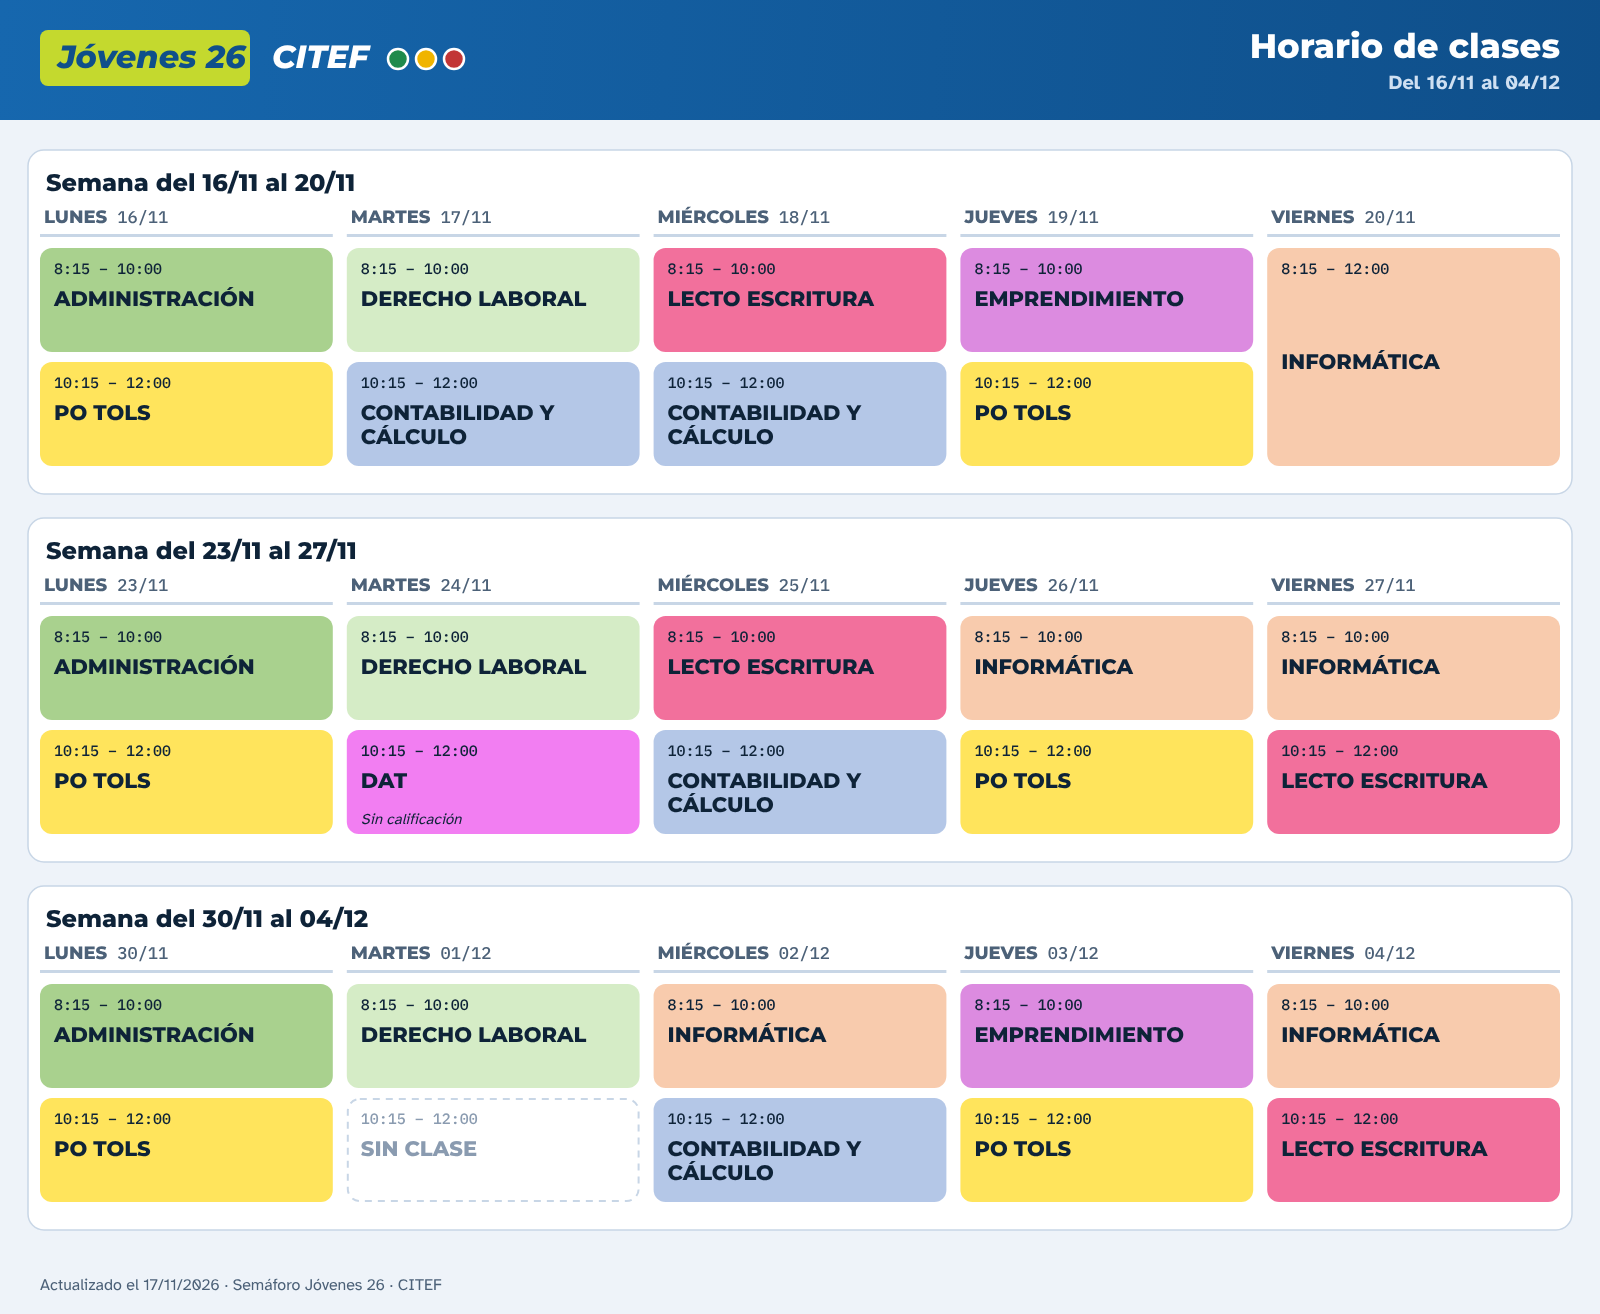 Jóvenes 26 CITEF
Horario de clases
Del 16/11 al 04/12
Semana del 16/11 al 20/11
LUNES 16/11
8:15 – 10:00
ADMINISTRACIÓN
10:15 – 12:00
PO TOLS
MARTES 17/11
8:15 – 10:00
DERECHO LABORAL
10:15 – 12:00
CONTABILIDAD Y
CÁLCULO
MIÉRCOLES 18/11
8:15 – 10:00
LECTO ESCRITURA
10:15 – 12:00
CONTABILIDAD Y
CÁLCULO
JUEVES 19/11
8:15 – 10:00
EMPRENDIMIENTO
10:15 – 12:00
PO TOLS
VIERNES 20/11
8:15 – 12:00
INFORMÁTICA
Semana del 23/11 al 27/11
LUNES 23/11
8:15 – 10:00
ADMINISTRACIÓN
10:15 – 12:00
PO TOLS
MARTES 24/11
8:15 – 10:00
DERECHO LABORAL
10:15 – 12:00
DAT
Sin calificación
MIÉRCOLES 25/11
8:15 – 10:00
LECTO ESCRITURA
10:15 – 12:00
CONTABILIDAD Y
CÁLCULO
JUEVES 26/11
8:15 – 10:00
INFORMÁTICA
10:15 – 12:00
PO TOLS
VIERNES 27/11
8:15 – 10:00
INFORMÁTICA
10:15 – 12:00
LECTO ESCRITURA
Semana del 30/11 al 04/12
LUNES 30/11
8:15 – 10:00
ADMINISTRACIÓN
10:15 – 12:00
PO TOLS
MARTES 01/12
8:15 – 10:00
DERECHO LABORAL
10:15 – 12:00
SIN CLASE
MIÉRCOLES 02/12
8:15 – 10:00
INFORMÁTICA
10:15 – 12:00
CONTABILIDAD Y
CÁLCULO
JUEVES 03/12
8:15 – 10:00
EMPRENDIMIENTO
10:15 – 12:00
PO TOLS
VIERNES 04/12
8:15 – 10:00
INFORMÁTICA
10:15 – 12:00
LECTO ESCRITURA
Actualizado el 17/11/2026 · Semáforo Jóvenes 26 · CITEF